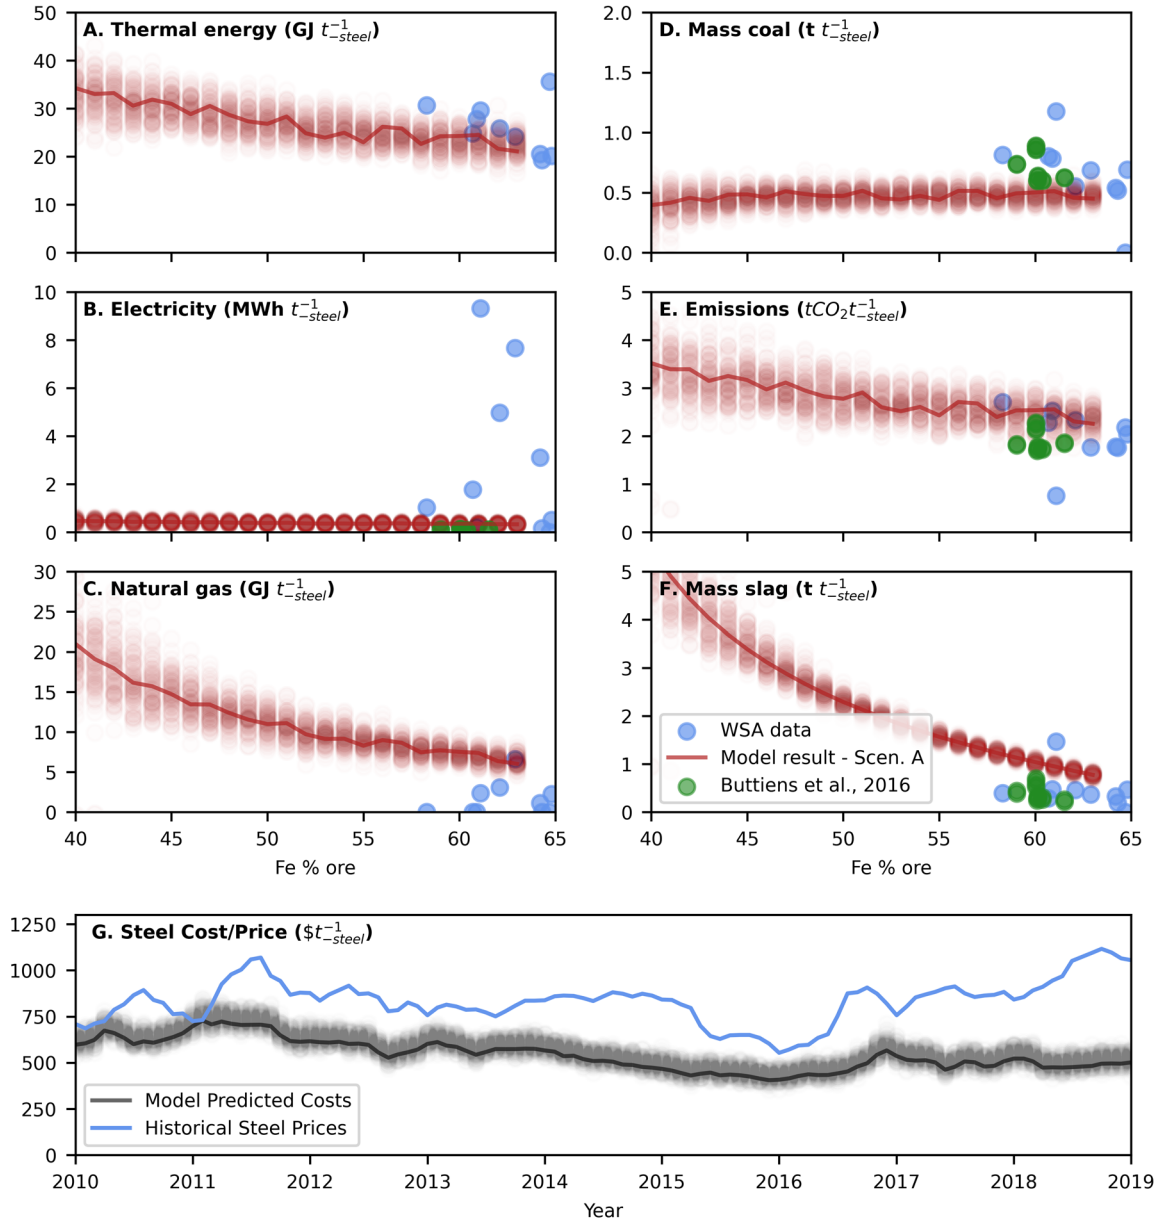 A. Thermal energy (GJ t⁻¹₋steel)
50
40
30
20
10
0
D. Mass coal (t t⁻¹₋steel)
2.0
1.5
1.0
0.5
0.0
B. Electricity (MWh t⁻¹₋steel)
10
8
6
4
2
0
E. Emissions (tCO₂t⁻¹₋steel)
5
4
3
2
1
0
C. Natural gas (GJ t⁻¹₋steel)
30
25
20
15
10
5
0
40 45 50 55 60 65
Fe % ore
F. Mass slag (t t⁻¹₋steel)
5
4
3
2
1
0
WSA data
Model result - Scen. A
Buttiens et al., 2016
40 45 50 55 60 65
Fe % ore
G. Steel Cost/Price ($t⁻¹₋steel)
1250
1000
750
500
250
0
Model Predicted Costs
Historical Steel Prices
2010 2011 2012 2013 2014 2015 2016 2017 2018 2019
Year